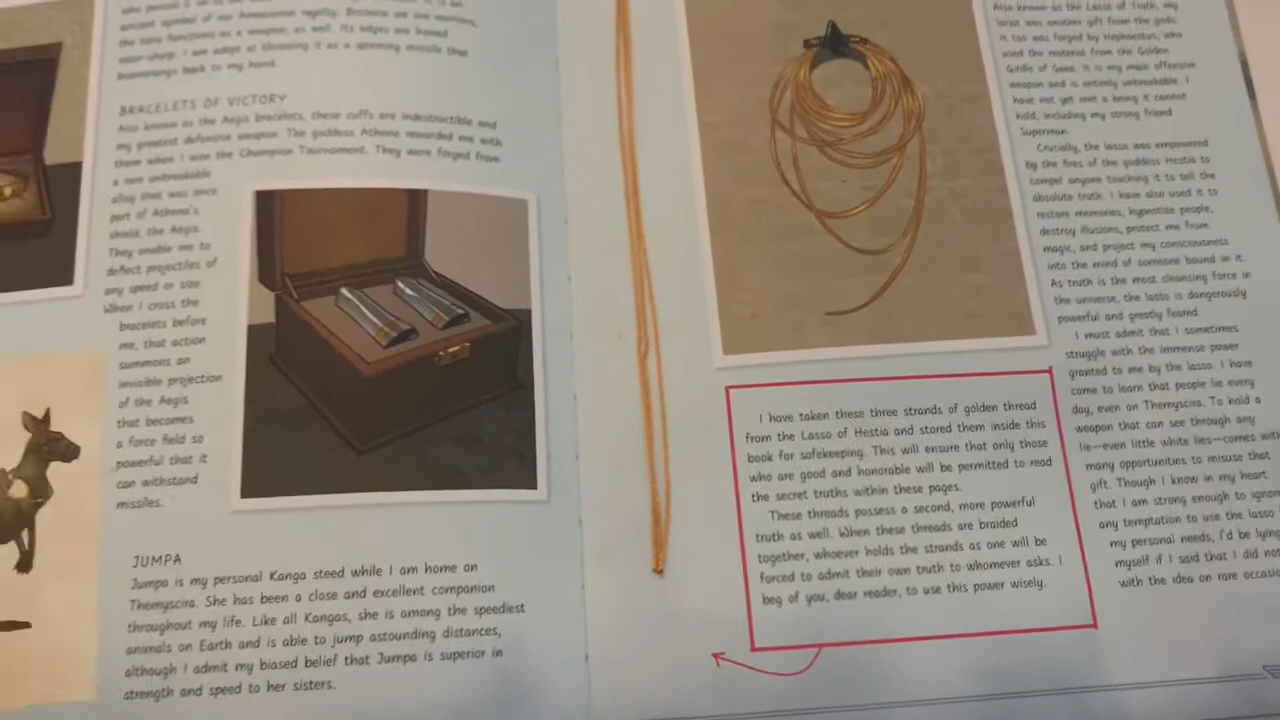 ancient symbol of our Amazonian royalty. Because we are warriors,
the tiara functions as a weapon, as well. Its edges are honed
razor-sharp. I am adept at throwing it as a spinning missile that
boomerangs back to my hand.
BRACELETS OF VICTORY
Also known as the Aegis bracelets, these cuffs are indestructible and
my greatest defensive weapon. The goddess Athena rewarded me with
them when I won the Champion Tournament. They were forged from
a rare unbreakable
alloy that was once
part of Athena's
shield, the Aegis.
They enable me to
deflect projectiles of
any speed or size.
When I cross the
bracelets before
me, that action
summons an
invisible projection
of the Aegis
that becomes
a force field so
powerful that it
can withstand
missiles.
JUMPA
Jumpa is my personal Kanga steed while I am home on
Themyscira. She has been a close and excellent companion
throughout my life. Like all Kangas, she is among the speediest
animals on Earth and is able to jump astounding distances,
although I admit my biased belief that Jumpa is superior in
strength and speed to her sisters.
I have taken these three strands of golden thread
from the Lasso of Hestia and stored them inside this
book for safekeeping. This will ensure that only those
who are good and honorable will be permitted to read
the secret truths within these pages.
These threads possess a second, more powerful
truth as well. When these threads are braided
together, whoever holds the strands as one will be
forced to admit their own truth to whomever asks. I
beg of you, dear reader, to use this power wisely.
Also known as the Lasso of Truth, my
lariat was another gift from the gods.
It too was forged by Hephaestus, who
used the material from the Golden
Girdle of Gaea. It is my main offensive
weapon and is entirely unbreakable. I
have not yet met a being it cannot
hold, including my strong friend
Superman.
Crucially, the lasso was empowered
by the fires of the goddess Hestia to
compel anyone touching it to tell the
absolute truth. I have also used it to
restore memories, hypnotize people,
destroy illusions, protect me from
magic, and project my consciousness
into the mind of someone bound in it.
As truth is the most cleansing force in
the universe, the lasso is dangerously
powerful and greatly feared.
I must admit that I sometimes
struggle with the immense power
granted to me by the lasso. I have
come to learn that people lie every
day, even on Themyscira. To hold a
weapon that can see through any
lie—even little white lies—comes with
many opportunities to misuse that
gift. Though I know in my heart
that I am strong enough to ignore
any temptation to use the lasso
my personal needs, I'd be lying
myself if I said that I did not
with the idea on rare occasio